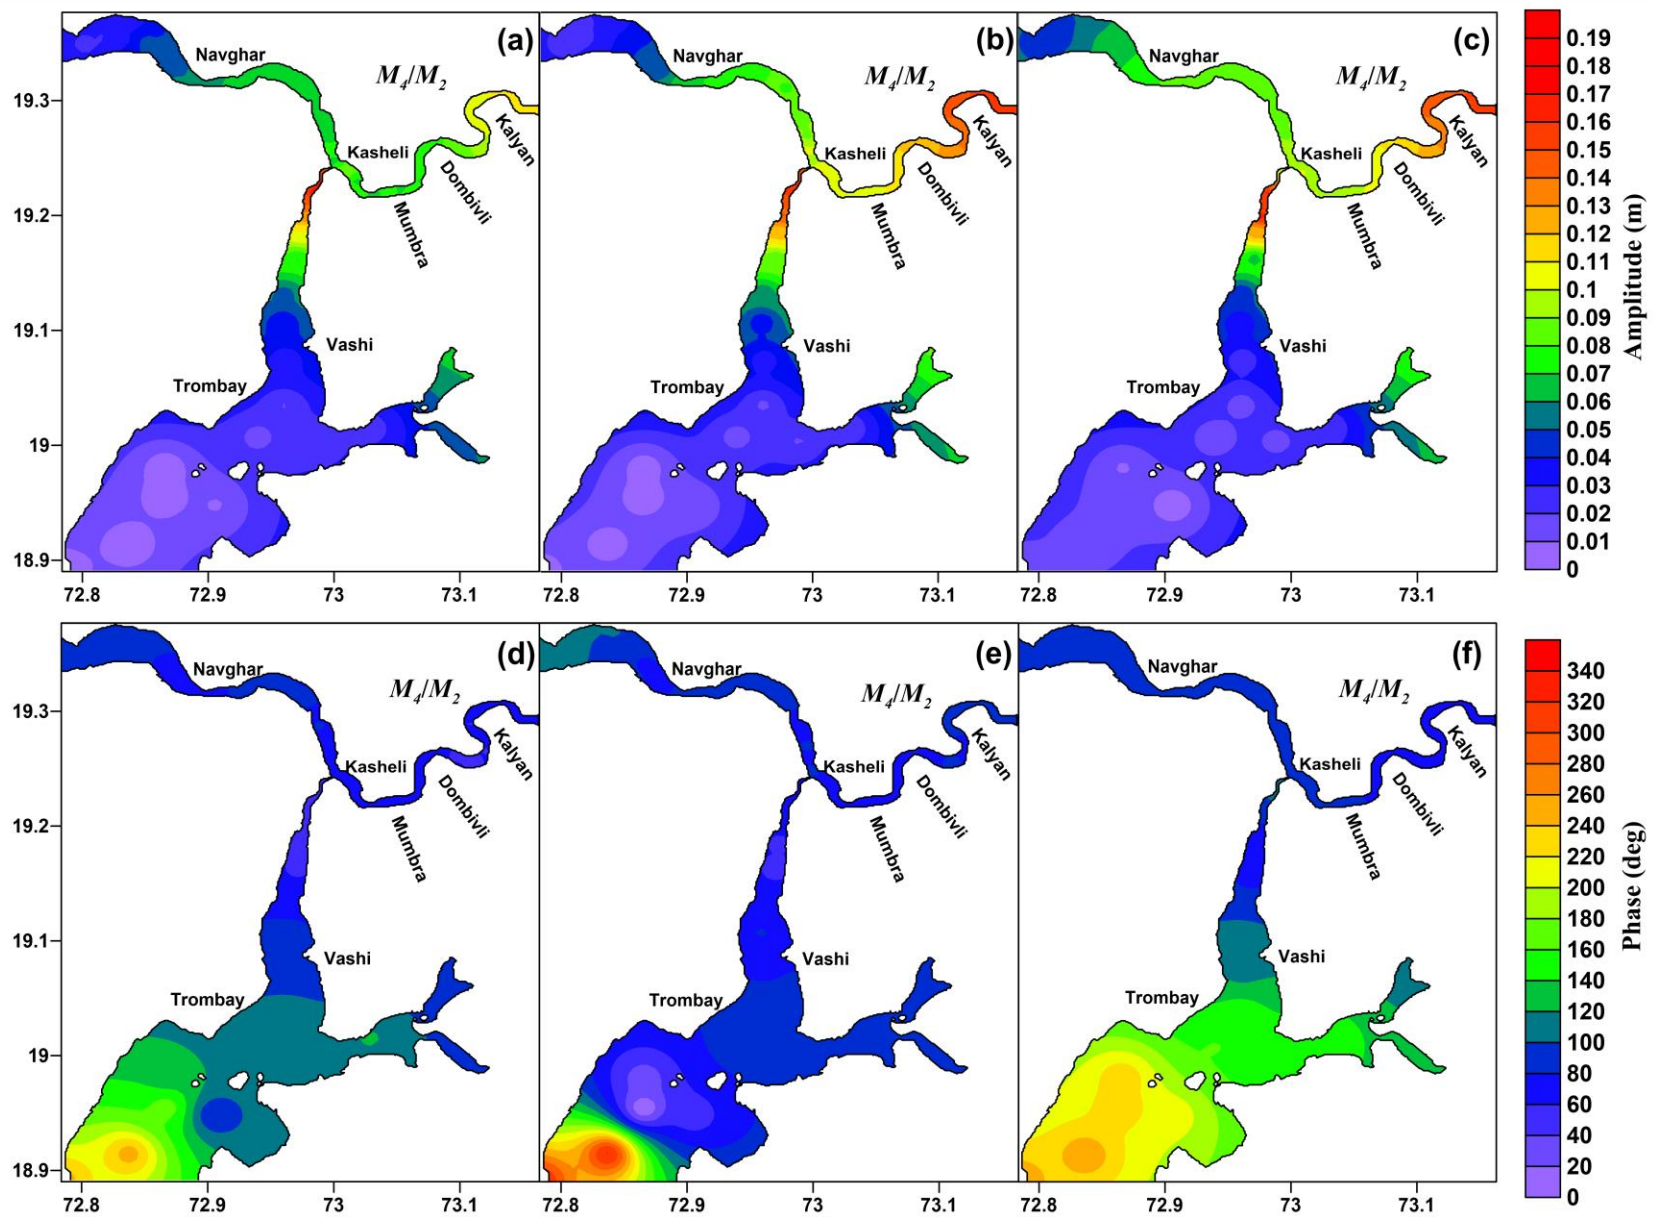 (a)
Navghar
M4/M2
Kasheli
Kalyan
Dombivli
Mumbra
Vashi
Trombay
19.3
19.2
19.1
19
18.9
72.8
72.9
73
73.1
(b)
Navghar
M4/M2
Kasheli
Kalyan
Dombivli
Mumbra
Vashi
Trombay
72.8
72.9
73
73.1
(c)
Navghar
M4/M2
Kasheli
Kalyan
Dombivli
Mumbra
Vashi
Trombay
72.8
72.9
73
73.1
0.19
0.18
0.17
0.16
0.15
0.14
0.13
0.12
0.11
0.1
0.09
0.08
0.07
0.06
0.05
0.04
0.03
0.02
0.01
0
Amplitude (m)
(d)
Navghar
M4/M2
Kasheli
Kalyan
Dombivli
Mumbra
Vashi
Trombay
19.3
19.2
19.1
19
18.9
72.8
72.9
73
73.1
(e)
Navghar
M4/M2
Kasheli
Kalyan
Dombivli
Mumbra
Vashi
Trombay
72.8
72.9
73
73.1
(f)
Navghar
M4/M2
Kasheli
Kalyan
Dombivli
Mumbra
Vashi
Trombay
72.8
72.9
73
73.1
340
320
300
280
260
240
220
200
180
160
140
120
100
80
60
40
20
0
Phase (deg)